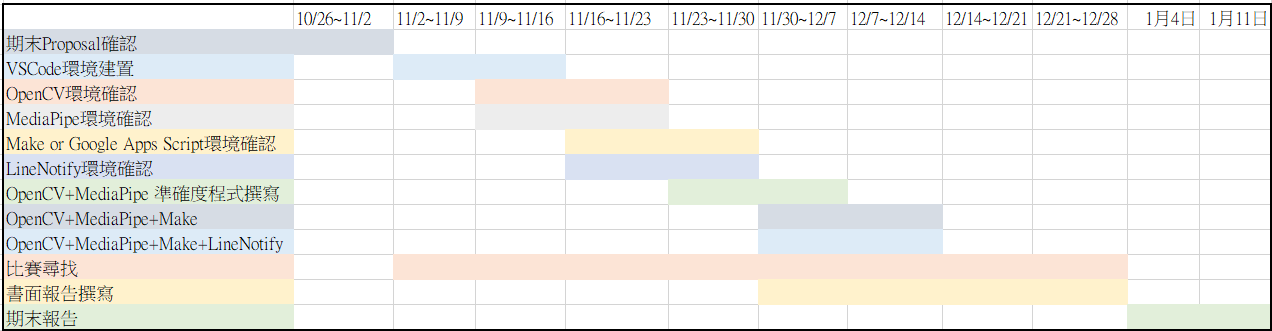 10/26~11/2 11/2~11/9 11/9~11/16 11/16~11/23 11/23~11/30 11/30~12/7 12/7~12/14 12/14~12/21 12/21~12/28 1月4日 1月11日
期末Proposal確認
VSCode環境建置
OpenCV環境確認
MediaPipe環境確認
Make or Google Apps Script環境確認
LineNotify環境確認
OpenCV+MediaPipe 準確度程式撰寫
OpenCV+MediaPipe+Make
OpenCV+MediaPipe+Make+LineNotify
比賽尋找
書面報告撰寫
期末報告